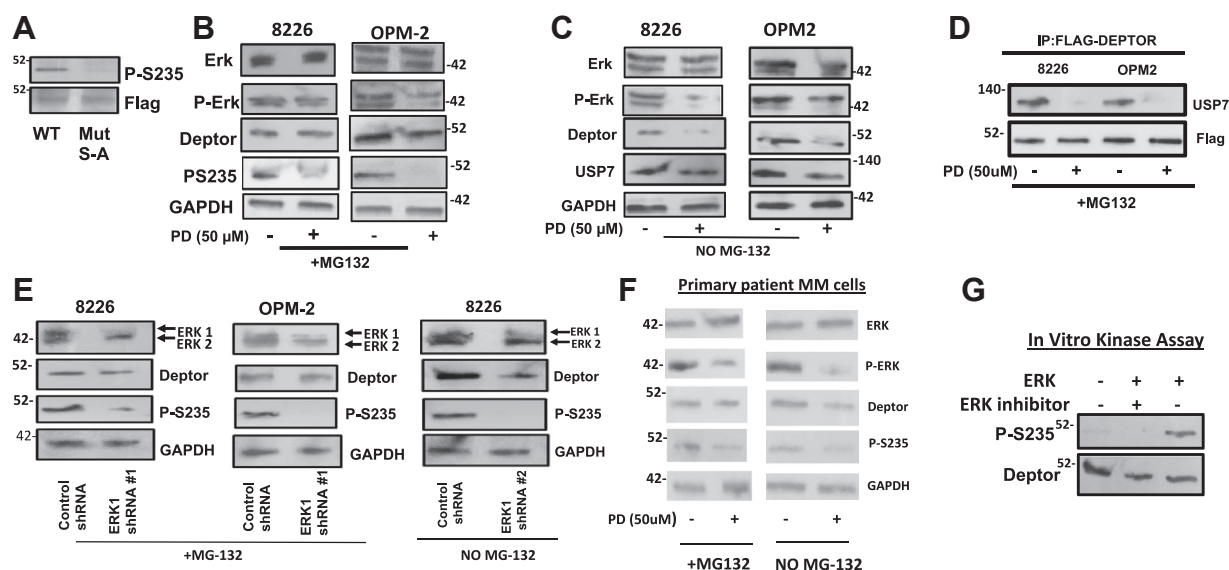 A
52-
P-S235
52
Flag
WT
Mut
S-A
B
8226
OPM-2
Erk
-42
P-Erk
-42
Deptor
-52
PS235
-52
GAPDH
-42
PD (50 μM)
-
+
-
+
+MG132
C
8226
OPM2
Erk
-42
P-Erk
-42
Deptor
-52
USP7
-140
GAPDH
-42
PD (50 μM)
-
+
-
+
NO MG-132
D
IP:FLAG-DEPTOR
8226
OPM2
140-
USP7
52-
Flag
PD (50uM)
-
+
-
+
+MG132
E
8226
OPM-2
8226
42-
ERK 1
ERK 2
ERK 1
ERK 2
ERK 1
ERK 2
52-
Deptor
Deptor
Deptor
52-
P-S235
P-S235
P-S235
42-
GAPDH
GAPDH
GAPDH
Control
shRNA
ERK1
shRNA #1
Control
shRNA
ERK1
shRNA #1
Control
shRNA
ERK1
shRNA #2
+MG-132
NO MG-132
F
Primary patient MM cells
42-
ERK
42-
P-ERK
52-
Deptor
52-
P-S235
42-
GAPDH
PD (50uM)
-
+
-
+
+MG132
NO MG-132
G
In Vitro Kinase Assay
ERK
-
+
+
ERK inhibitor
-
+
-
P-S235
52-
Deptor
52-